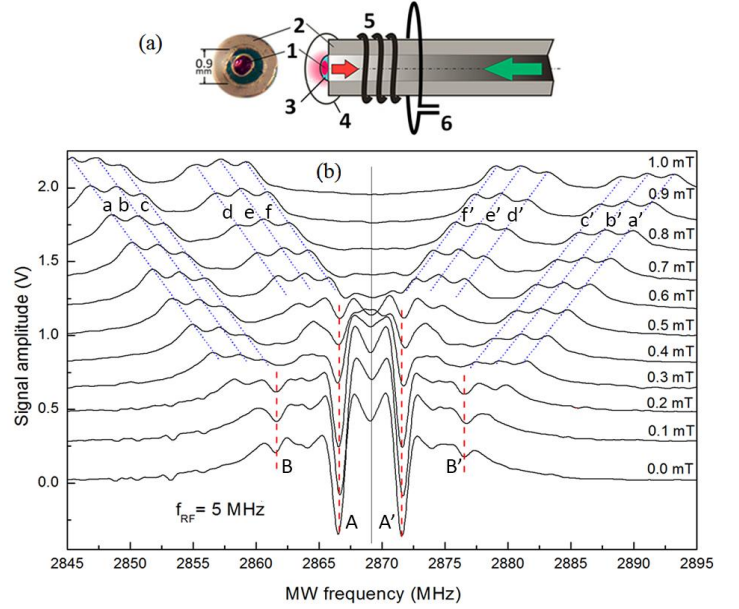 (a)
2
1
0.9
mm
3
4
5
6
(b)
1.0 mT
0.9 mT
0.8 mT
0.7 mT
0.6 mT
0.5 mT
0.4 mT
0.3 mT
0.2 mT
0.1 mT
0.0 mT
a b c
d e f
f' e' d'
c' b' a'
B
A
A'
B'
fRF= 5 MHz
Signal amplitude (V)
2.0
1.5
1.0
0.5
0.0
2845 2850 2855 2860 2865 2870 2875 2880 2885 2890 2895
MW frequency (MHz)